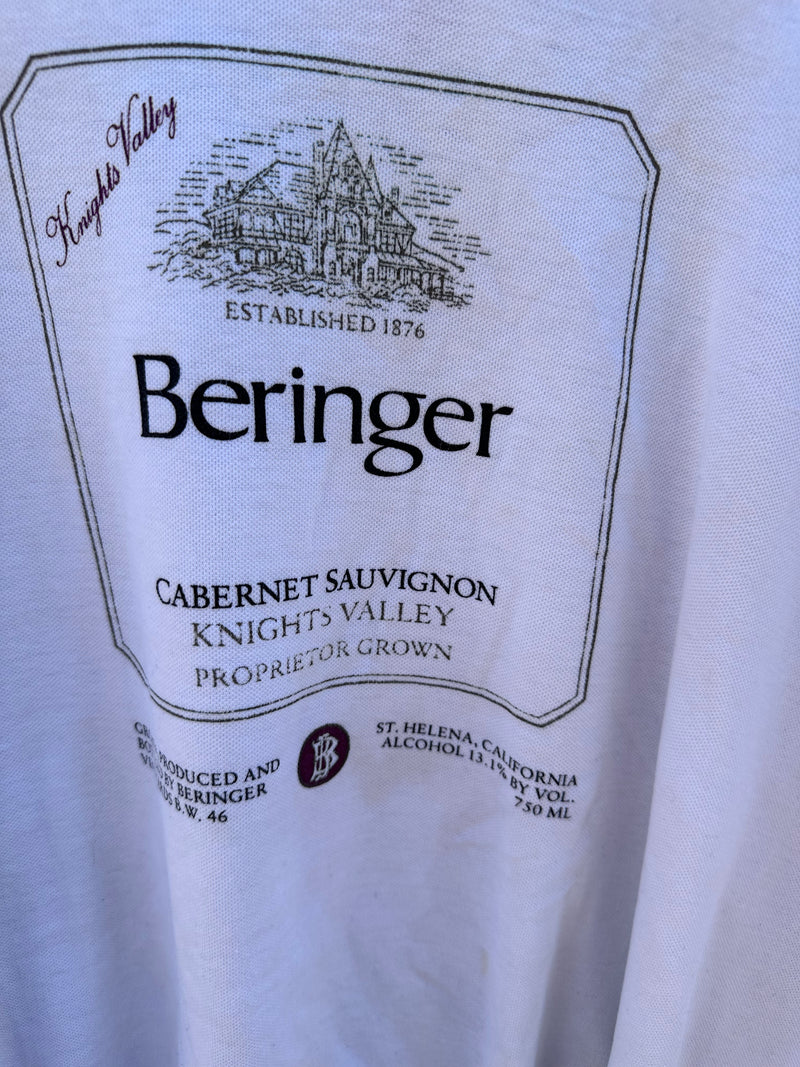 Knights Valley
ESTABLISHED 1876
Beringer
CABERNET SAUVIGNON
KNIGHTS VALLEY
PROPRIETOR GROWN
PRODUCED AND
BY BERINGER
B.W. 46
B
ST. HELENA, CALIFORNIA
ALCOHOL 13.1% BY VOL.
750 ML